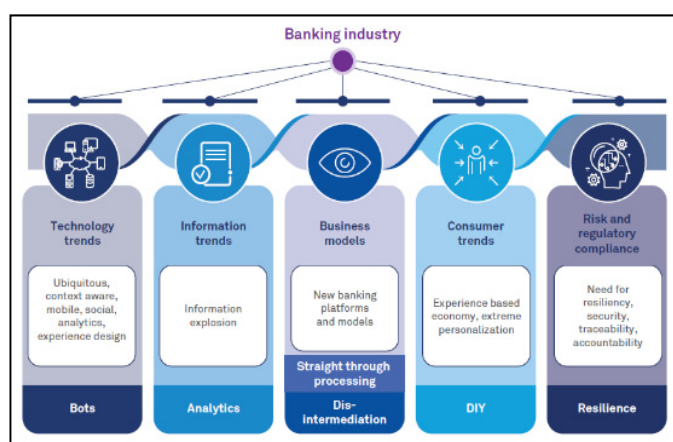 Banking industry
Technology
trends
Ubiquitous,
context aware,
mobile, social,
analytics,
experience design
Bots
Information
trends
Information
explosion
Analytics
Business
models
New banking
platforms
and models
Straight through
processing
Dis-
intermediation
Consumer
trends
Experience based
economy, extreme
personalization
DIY
Risk and
regulatory
compliance
Need for
resiliency,
security,
traceability,
accountability
Resilience